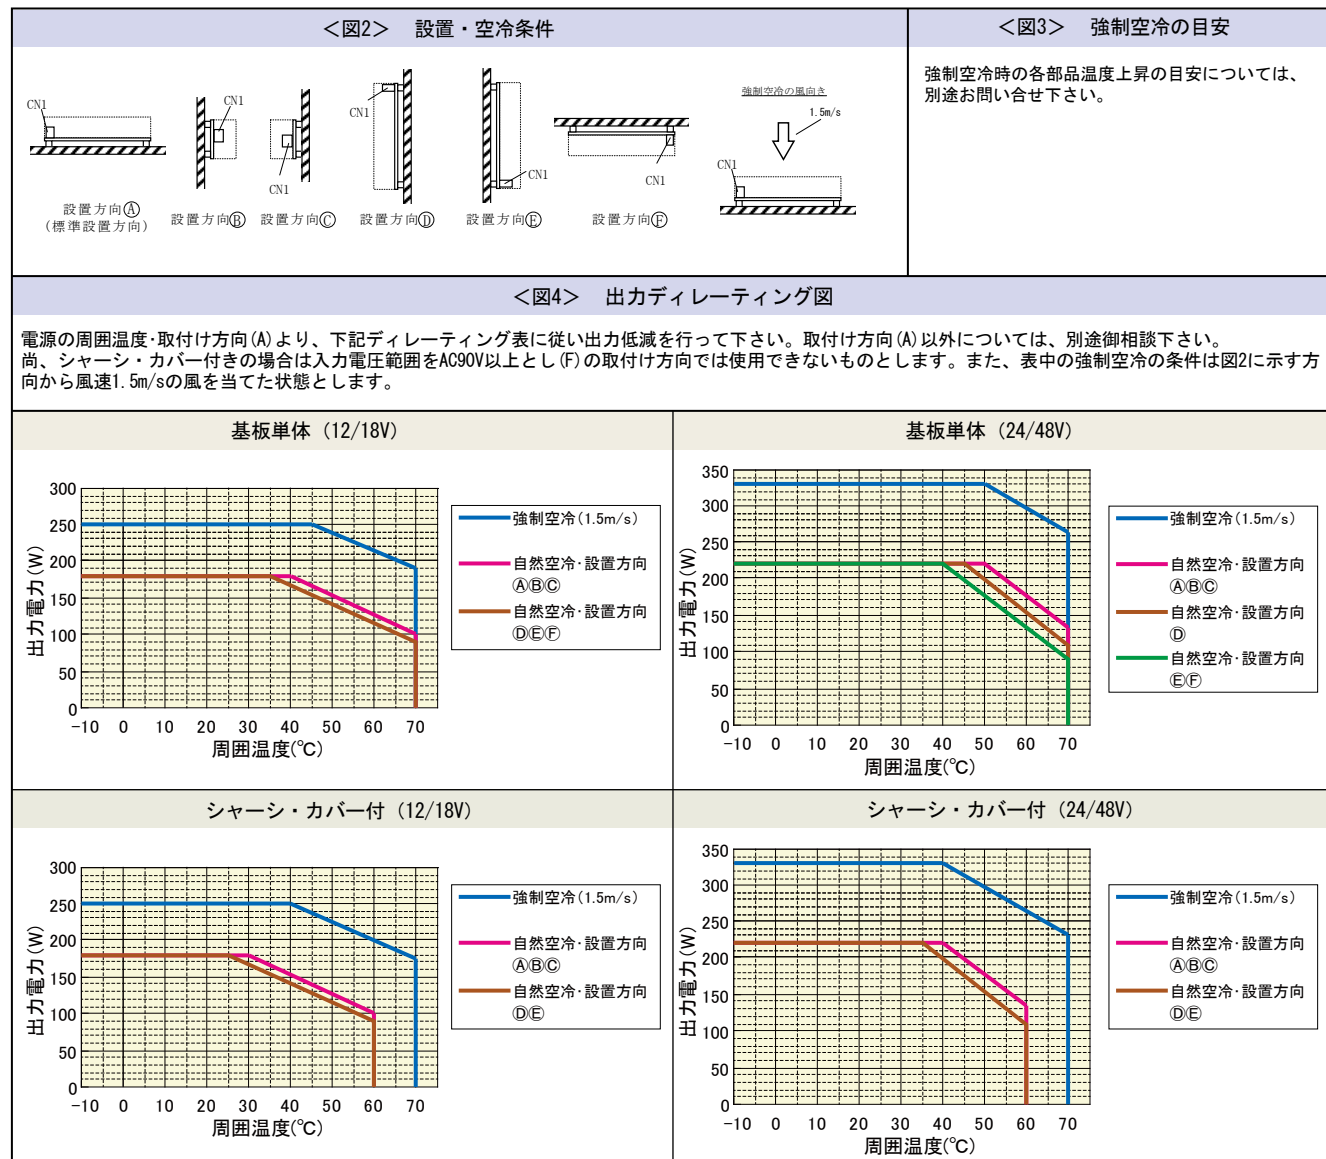 ＜図2＞　設置・空冷条件
CN1
設置方向Ⓐ
(標準設置方向)
CN1
設置方向Ⓑ
CN1
設置方向Ⓒ
CN1
設置方向Ⓓ
CN1
設置方向Ⓔ
CN1
設置方向Ⓕ
強制空冷の風向き
1.5m/s
CN1
＜図3＞　強制空冷の目安
強制空冷時の各部品温度上昇の目安については、
別途お問い合せ下さい。
＜図4＞　出力ディレーティング図
電源の周囲温度･取付け方向(A)より、下記ディレーティング表に従い出力低減を行って下さい。取付け方向(A)以外については、別途御相談下さい。
尚、シャーシ・カバー付きの場合は入力電圧範囲をAC90V以上とし(F)の取付け方向では使用できないものとします。また、表中の強制空冷の条件は図2に示す方
向から風速1.5m/sの風を当てた状態とします。
基板単体（12/18V）
出力電力(W)
300
250
200
150
100
50
0
-10 0 10 20 30 40 50 60 70
周囲温度(℃)
強制空冷(1.5m/s)
自然空冷･設置方向
ⒶⒷⒸ
自然空冷･設置方向
ⒹⒺⒻ
基板単体（24/48V）
出力電力(W)
350
300
250
200
150
100
50
0
-10 0 10 20 30 40 50 60 70
周囲温度(℃)
強制空冷(1.5m/s)
自然空冷･設置方向
ⒶⒷⒸ
自然空冷･設置方向
Ⓓ
自然空冷･設置方向
ⒺⒻ
シャーシ・カバー付（12/18V）
出力電力(W)
300
250
200
150
100
50
0
-10 0 10 20 30 40 50 60 70
周囲温度(℃)
強制空冷(1.5m/s)
自然空冷･設置方向
ⒶⒷⒸ
自然空冷･設置方向
ⒹⒺ
シャーシ・カバー付（24/48V）
出力電力(W)
350
300
250
200
150
100
50
0
-10 0 10 20 30 40 50 60 70
周囲温度(℃)
強制空冷(1.5m/s)
自然空冷･設置方向
ⒶⒷⒸ
自然空冷･設置方向
ⒹⒺ